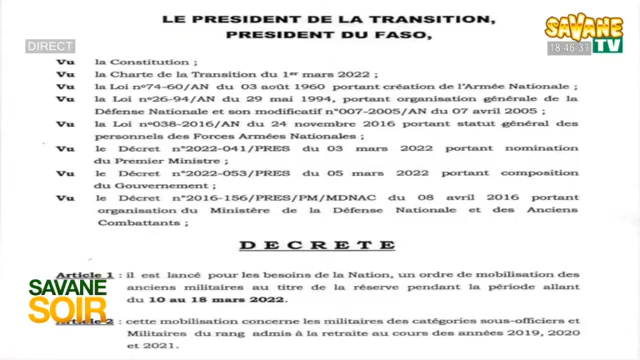 LE PRESIDENT DE LA TRANSITION,
PRESIDENT DU FASO,
SAVANE
TV
DIRECT
18:46:37
Vu la Constitution ;
Vu la Charte de la Transition du 1er mars 2022 ;
Vu la Loi n°74-60/AN du 03 août 1960 portant création de l'Armée Nationale ;
Vu la Loi n°26-94/AN du 29 mai 1994, portant organisation générale de la
Défense Nationale et son modificatif n°007-2005/AN du 07 avril 2005 ;
Vu la Loi n°038-2016/AN du 24 novembre 2016 portant statut général des
personnels des Forces Armées Nationales ;
Vu le Décret n°2022-041/PRES du 03 mars 2022 portant nomination
du Premier Ministre ;
Vu le Décret n°2022-053/PRES du 05 mars 2022 portant composition
du Gouvernement ;
Vu le Décret n°2016-156/PRES/PM/MDNAC du 08 avril 2016 portant
organisation du Ministère de la Défense Nationale et des Anciens
Combattants ;
DECRETE
Article 1 : il est lancé pour les besoins de la Nation, un ordre de mobilisation des
anciens militaires au titre de la réserve pendant la période allant
du 10 au 18 mars 2022.
SAVANE
SOIR
Article 2 : cette mobilisation concerne les militaires des catégories sous-officiers et
Militaires du rang admis à la retraite au cours des années 2019, 2020
et 2021.